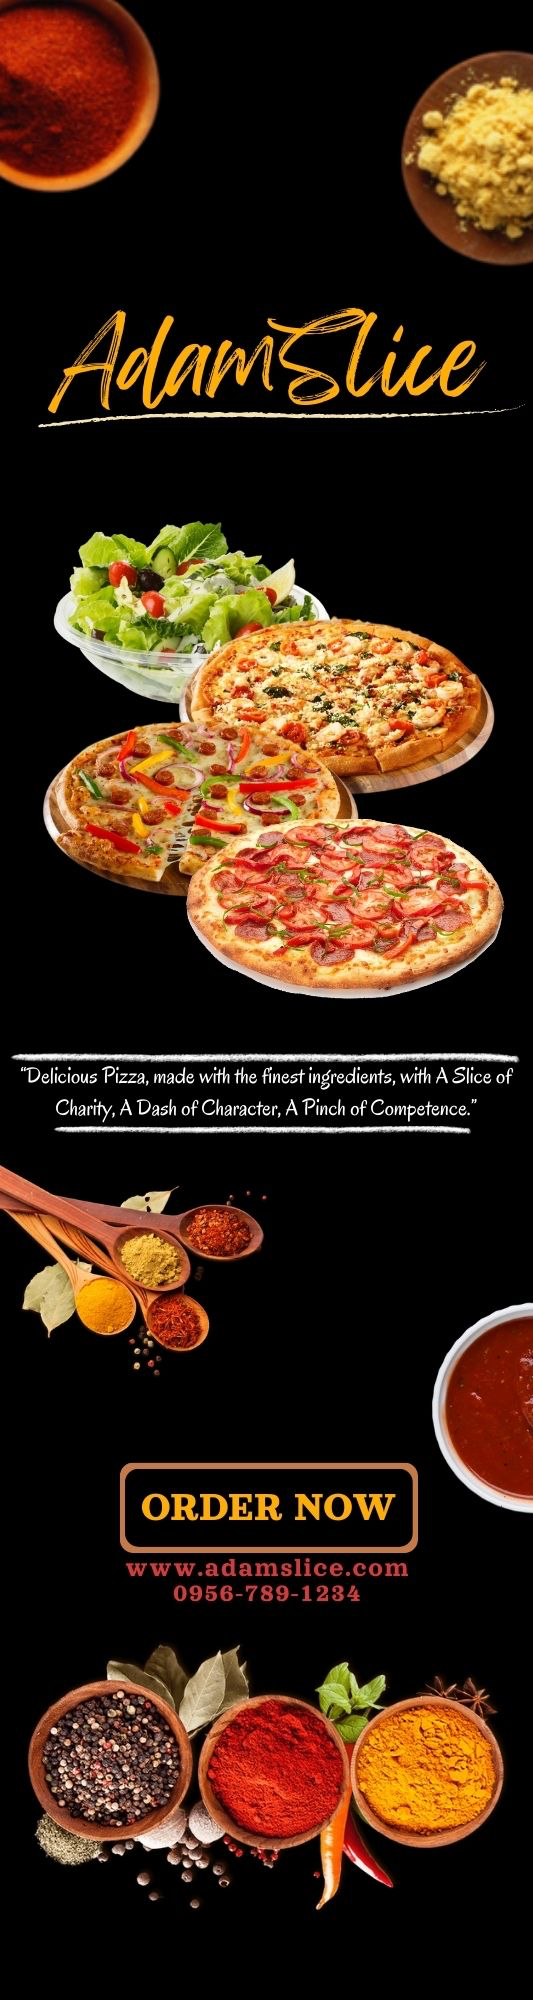 AdamSlice
“Delicious Pizza, made with the finest ingredients, with A Slice of
Charity, A Dash of Character, A Pinch of Competence.”
ORDER NOW
www.adamslice.com
0956-789-1234